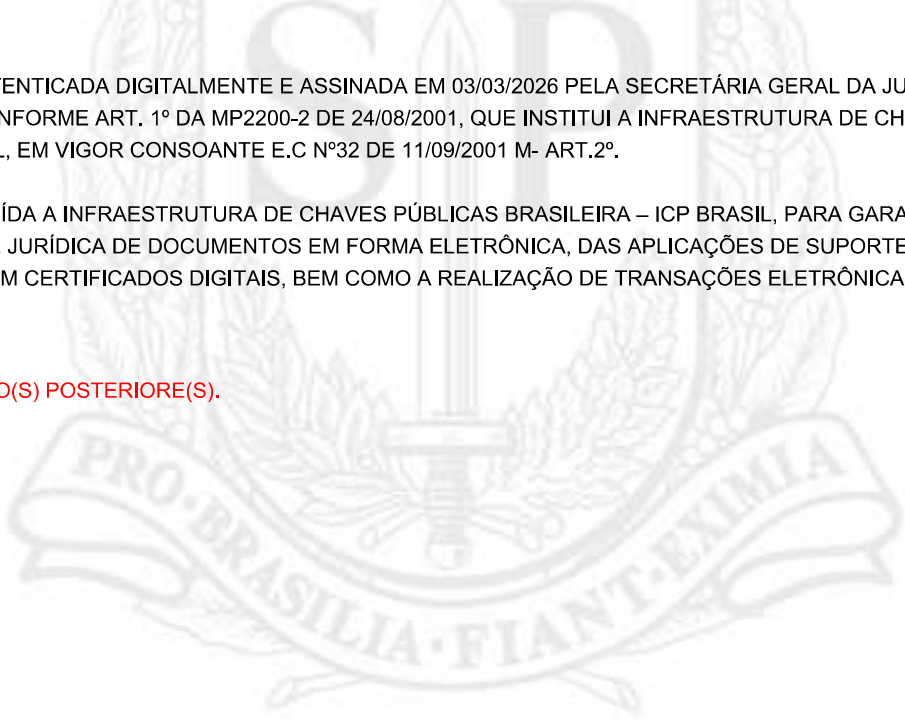 SP
TENTICADA DIGITALMENTE E ASSINADA EM 03/03/2026 PELA SECRETÁRIA GERAL DA JU
NFORME ART. 1º DA MP2200-2 DE 24/08/2001, QUE INSTITUI A INFRAESTRUTURA DE CH
L, EM VIGOR CONSOANTE E.C Nº32 DE 11/09/2001 M- ART.2º.
ÍDA A INFRAESTRUTURA DE CHAVES PÚBLICAS BRASILEIRA – ICP BRASIL, PARA GARA
JURÍDICA DE DOCUMENTOS EM FORMA ELETRÔNICA, DAS APLICAÇÕES DE SUPORTE
M CERTIFICADOS DIGITAIS, BEM COMO A REALIZAÇÃO DE TRANSAÇÕES ELETRÔNICA
O(S) POSTERIORE(S).
PRO·BRASILIA·FIANT·EXIMIA